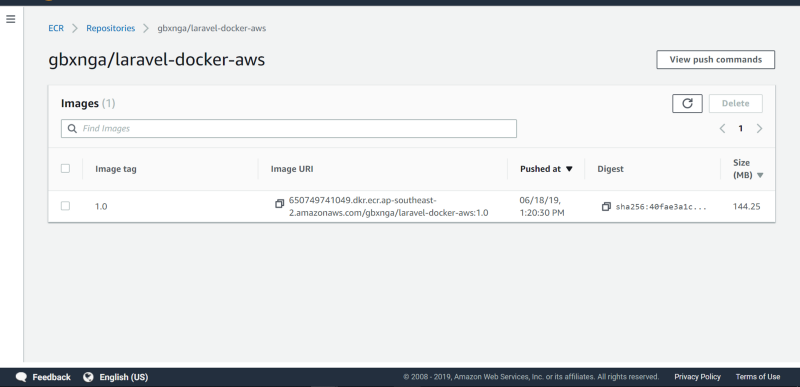 ECR > Repositories > gbxnga/laravel-docker-aws
gbxnga/laravel-docker-aws
View push commands
Images (1)
Delete
Find Images
1
Image tag Image URI Pushed at Digest Size (MB)
1.0
650749741049.dkr.ecr.ap-southeast-
2.amazonaws.com/gbxnga/laravel-docker-aws:1.0
06/18/19,
1:20:30 PM
sha256:40fae3a1c...
144.25
Feedback English (US) © 2008 - 2019, Amazon Web Services, Inc. or its affiliates. All rights reserved. Privacy Policy Terms of Use